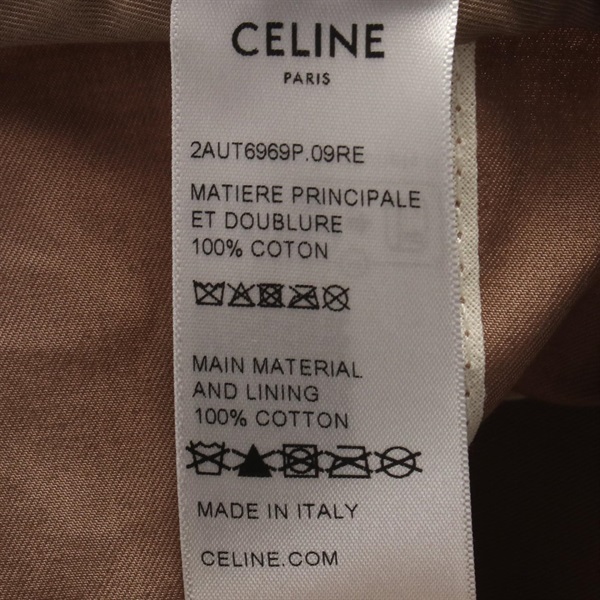 CELINE
PARIS
2AUT6969P.09RE
MATIERE PRINCIPALE
ET DOUBLURE
100% COTON
MAIN MATERIAL
AND LINING
100% COTTON
MADE IN ITALY
CELINE.COM